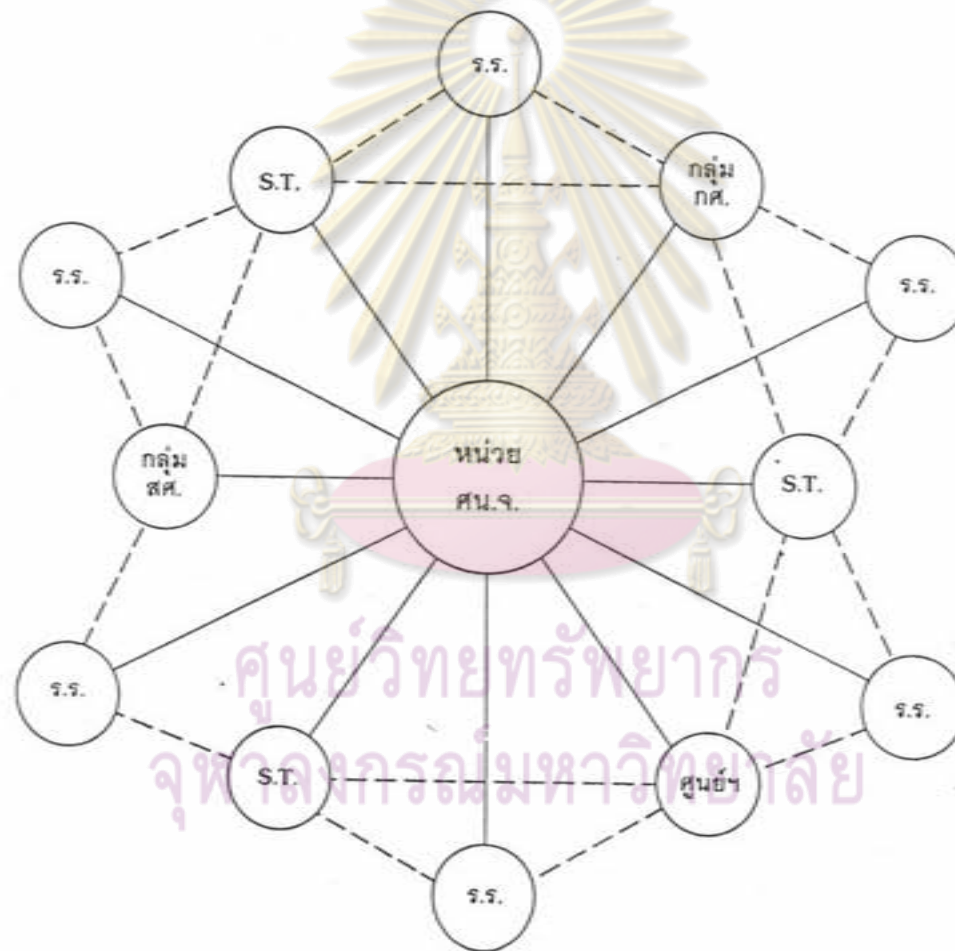 ร.ร.
S.T.
กลุ่ม
กศ.
ร.ร.
ร.ร.
กลุ่ม
สศ.
หน่วย
ศน.จ.
S.T.
ศูนย์วิทยทรัพยากร
ร.ร.
ร.ร.
จุฬาลงกรณ์มหาวิทยาลัย
S.T.
ศูนย์ฯ
ร.ร.